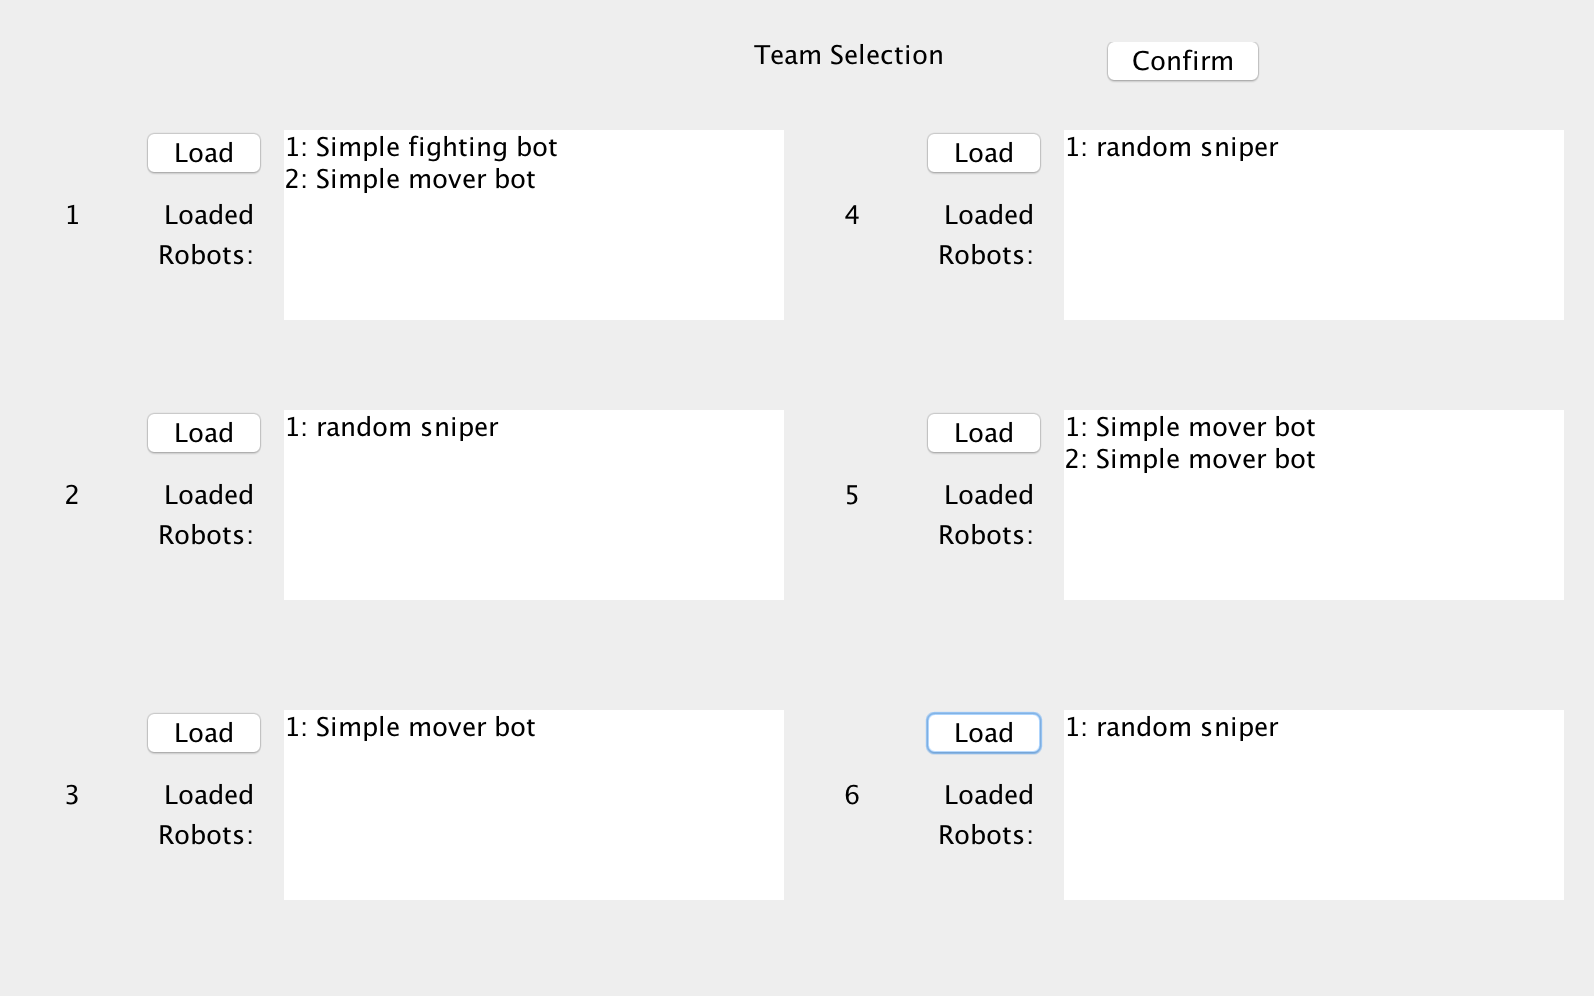 Team Selection
Confirm
Load
1: Simple fighting bot
2: Simple mover bot
1
Loaded
Robots:
Load
1: random sniper
4
Loaded
Robots:
Load
1: random sniper
2
Loaded
Robots:
Load
1: Simple mover bot
2: Simple mover bot
5
Loaded
Robots:
Load
1: Simple mover bot
3
Loaded
Robots:
Load
1: random sniper
6
Loaded
Robots: